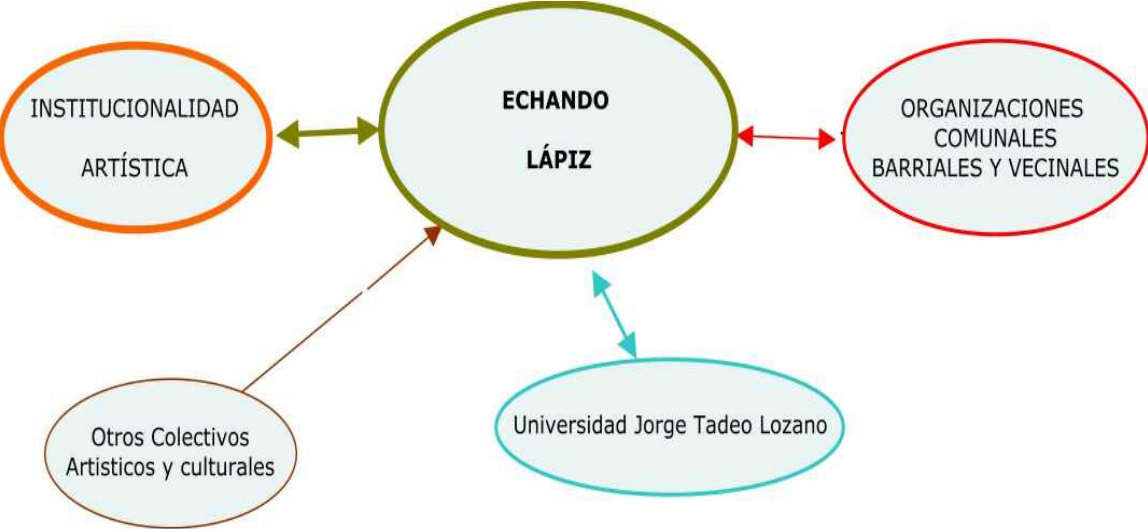 INSTITUCIONALIDAD
ARTÍSTICA
ECHANDO
LÁPIZ
ORGANIZACIONES
COMUNALES
BARRIALES Y VECINALES
Otros Colectivos
Artisticos y culturales
Universidad Jorge Tadeo Lozano